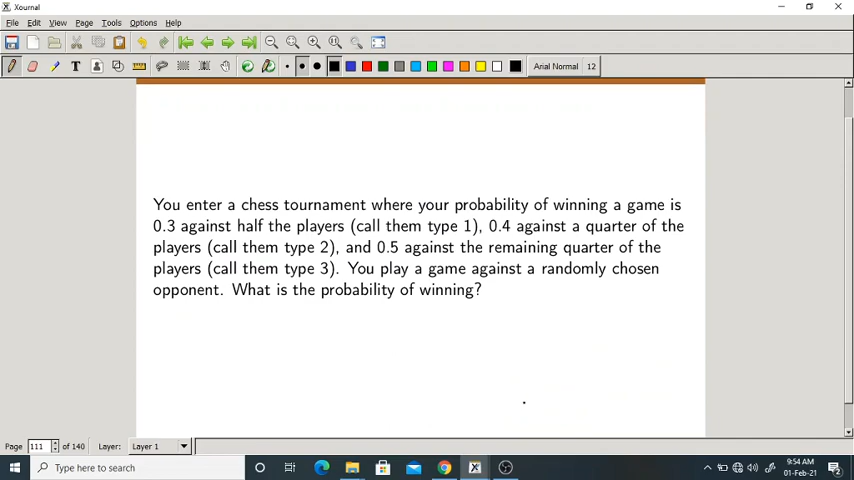 Xournal
File Edit View Page Tools Options Help
Arial Normal 12
You enter a chess tournament where your probability of winning a game is
0.3 against half the players (call them type 1), 0.4 against a quarter of the
players (call them type 2), and 0.5 against the remaining quarter of the
players (call them type 3). You play a game against a randomly chosen
opponent. What is the probability of winning?
Page 111 of 140 Layer: Layer 1
Type here to search
9:54 AM
01-Feb-21
2